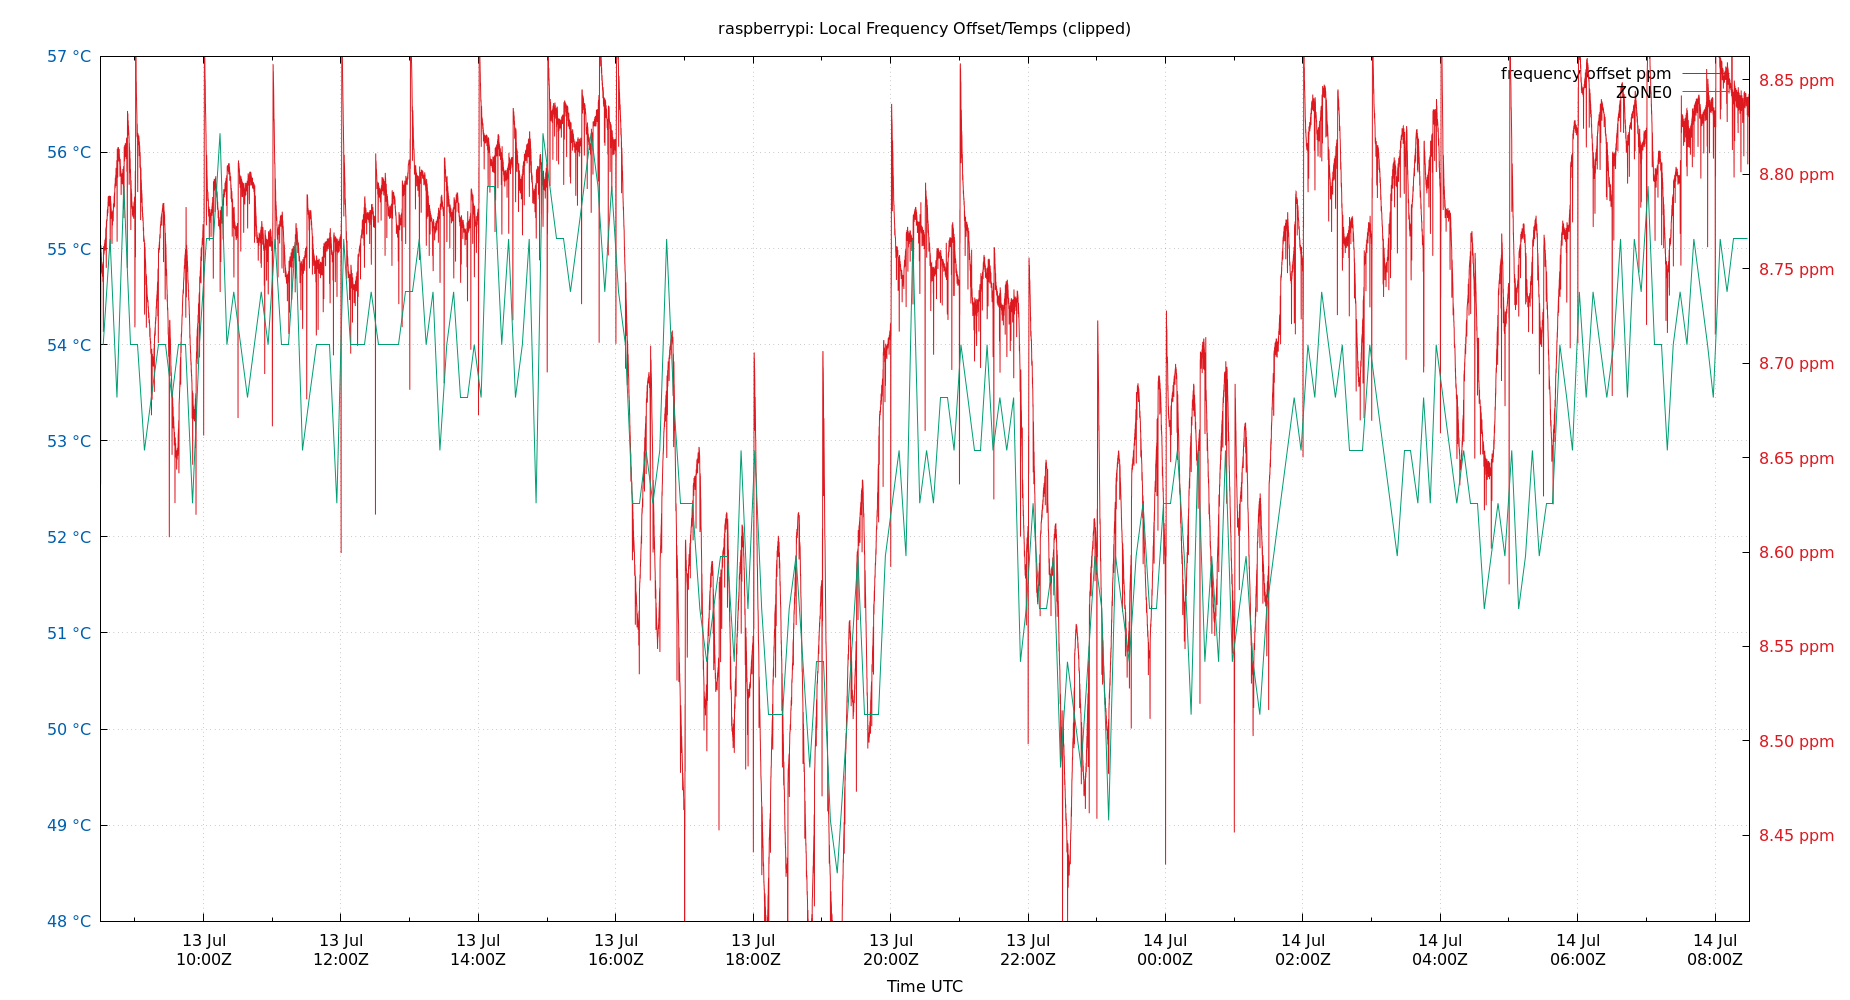 raspberrypi: Local Frequency Offset/Temps (clipped)
57 °C
56 °C
55 °C
54 °C
53 °C
52 °C
51 °C
50 °C
49 °C
48 °C
frequency offset ppm
ZONE0
8.85 ppm
8.80 ppm
8.75 ppm
8.70 ppm
8.65 ppm
8.60 ppm
8.55 ppm
8.50 ppm
8.45 ppm
13 Jul 13 Jul 13 Jul 13 Jul 13 Jul 13 Jul 13 Jul 14 Jul 14 Jul 14 Jul 14 Jul 14 Jul
10:00Z 12:00Z 14:00Z 16:00Z 18:00Z 20:00Z 22:00Z 00:00Z 02:00Z 04:00Z 06:00Z 08:00Z
Time UTC